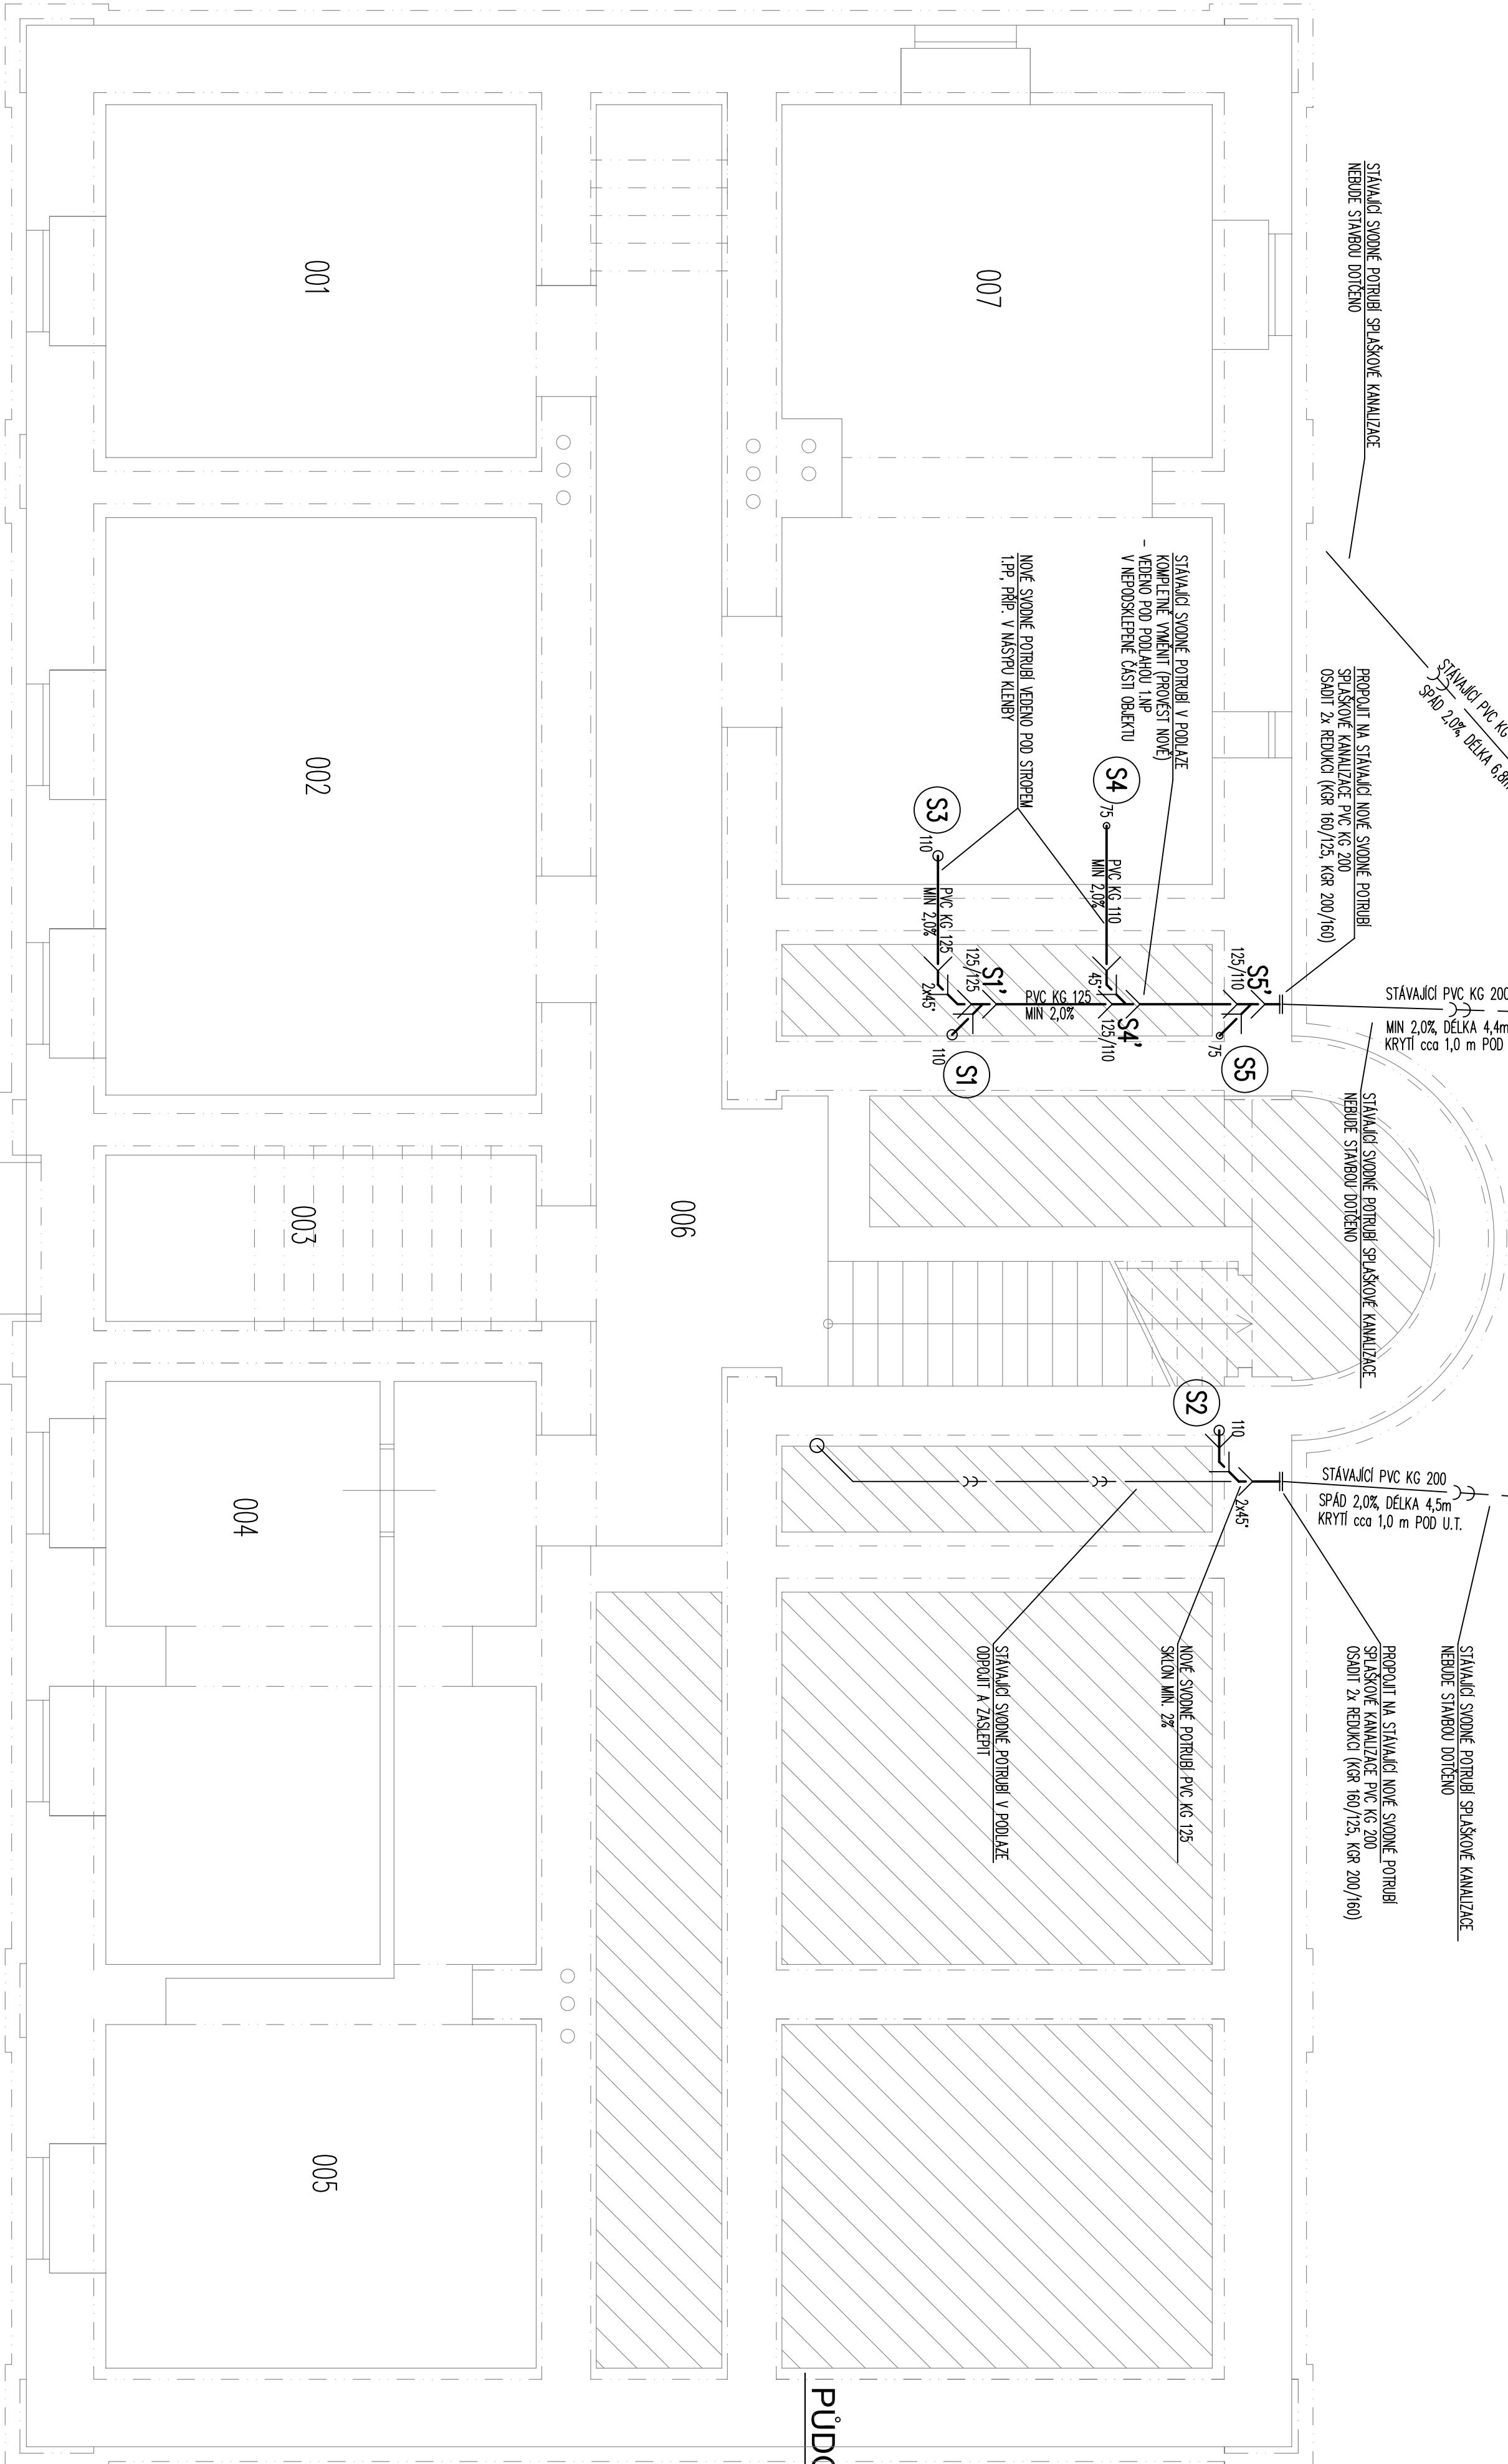 STÁVAJÍCÍ SVODNÉ POTRUBÍ SPLAŠKOVÉ KANALIZACE
NEBUDE STAVBOU DOTČENO
STÁVAJÍCÍ PVC KG
SPÁD 2,0%, DÉLKA 6,8m
PROPOJIT NA STÁVAJÍCÍ NOVÉ SVODNÉ POTRUBÍ
SPLAŠKOVÉ KANALIZACE PVC KG 200
OSADIT 2x REDUKCI (KGR 160/125, KGR 200/160)
STÁVAJÍCÍ PVC KG 200
MIN 2,0%, DÉLKA 4,4m
KRYTÍ cca 1,0 m POD
STÁVAJÍCÍ SVODNÉ POTRUBÍ SPLAŠKOVÉ KANALIZACE
NEBUDE STAVBOU DOTČENO
STÁVAJÍCÍ PVC KG 200
SPÁD 2,0%, DÉLKA 4,5m
KRYTÍ cca 1,0 m POD U.T.
STÁVAJÍCÍ SVODNÉ POTRUBÍ SPLAŠKOVÉ KANALIZACE
NEBUDE STAVBOU DOTČENO
PROPOJIT NA STÁVAJÍCÍ NOVÉ SVODNÉ POTRUBÍ
SPLAŠKOVÉ KANALIZACE PVC KG 200
OSADIT 2x REDUKCI (KGR 160/125, KGR 200/160)
STÁVAJÍCÍ SVODNÉ POTRUBÍ V PODLAZE
KOMPLETNĚ VYMĚNIT (PROVÉST NOVÉ)
- VEDENO POD PODLAHOU 1.NP
V NEPODSKLEPENÉ ČÁSTI OBJEKTU
NOVÉ SVODNÉ POTRUBÍ VEDENO POD STROPEM
1.PP, PŘÍP. V NÁSYPU KLENBY
S4
75
PVC KG 110
MIN 2,0%
45°
S3
110
PVC KG 125
MIN 2,0%
2x45°
S1'
125/125
PVC KG 125
MIN 2,0%
S4'
125/110
S5'
125/110
75
S5
110
S1
S2
110
2x45°
NOVÉ SVODNÉ POTRUBÍ PVC KG 125
SKLON MIN. 2%
STÁVAJÍCÍ SVODNÉ POTRUBÍ V PODLAZE
ODPOJIT A ZASLEPIT
007
001
002
003
006
004
005